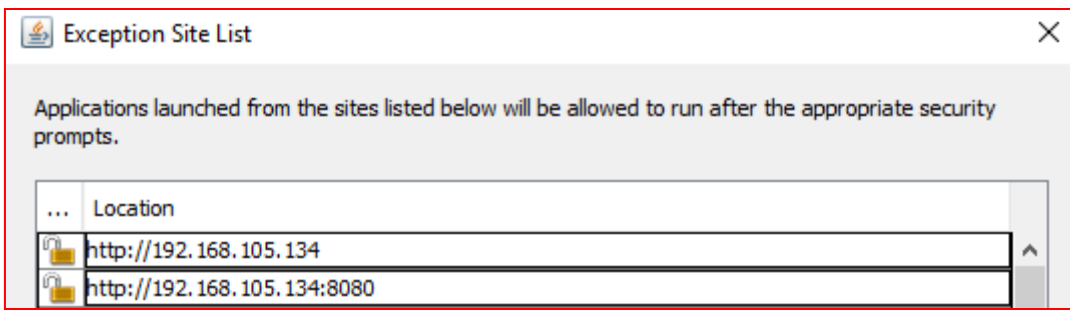 Exception Site List
Applications launched from the sites listed below will be allowed to run after the appropriate security
prompts.
... Location
http://192.168.105.134
http://192.168.105.134:8080